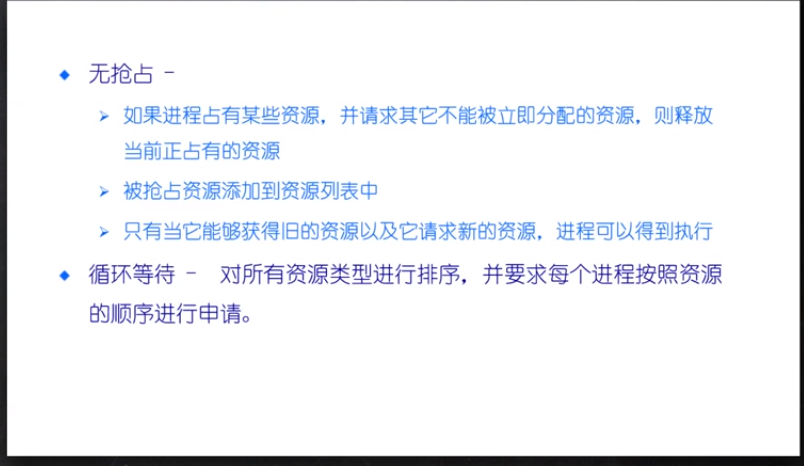 无抢占 -
如果进程占有某些资源，并请求其它不能被立即分配的资源，则释放
当前正占有的资源
被抢占资源添加到资源列表中
只有当它能够获得旧的资源以及它请求新的资源，进程可以得到执行
循环等待 - 对所有资源类型进行排序，并要求每个进程按照资源
的顺序进行申请。